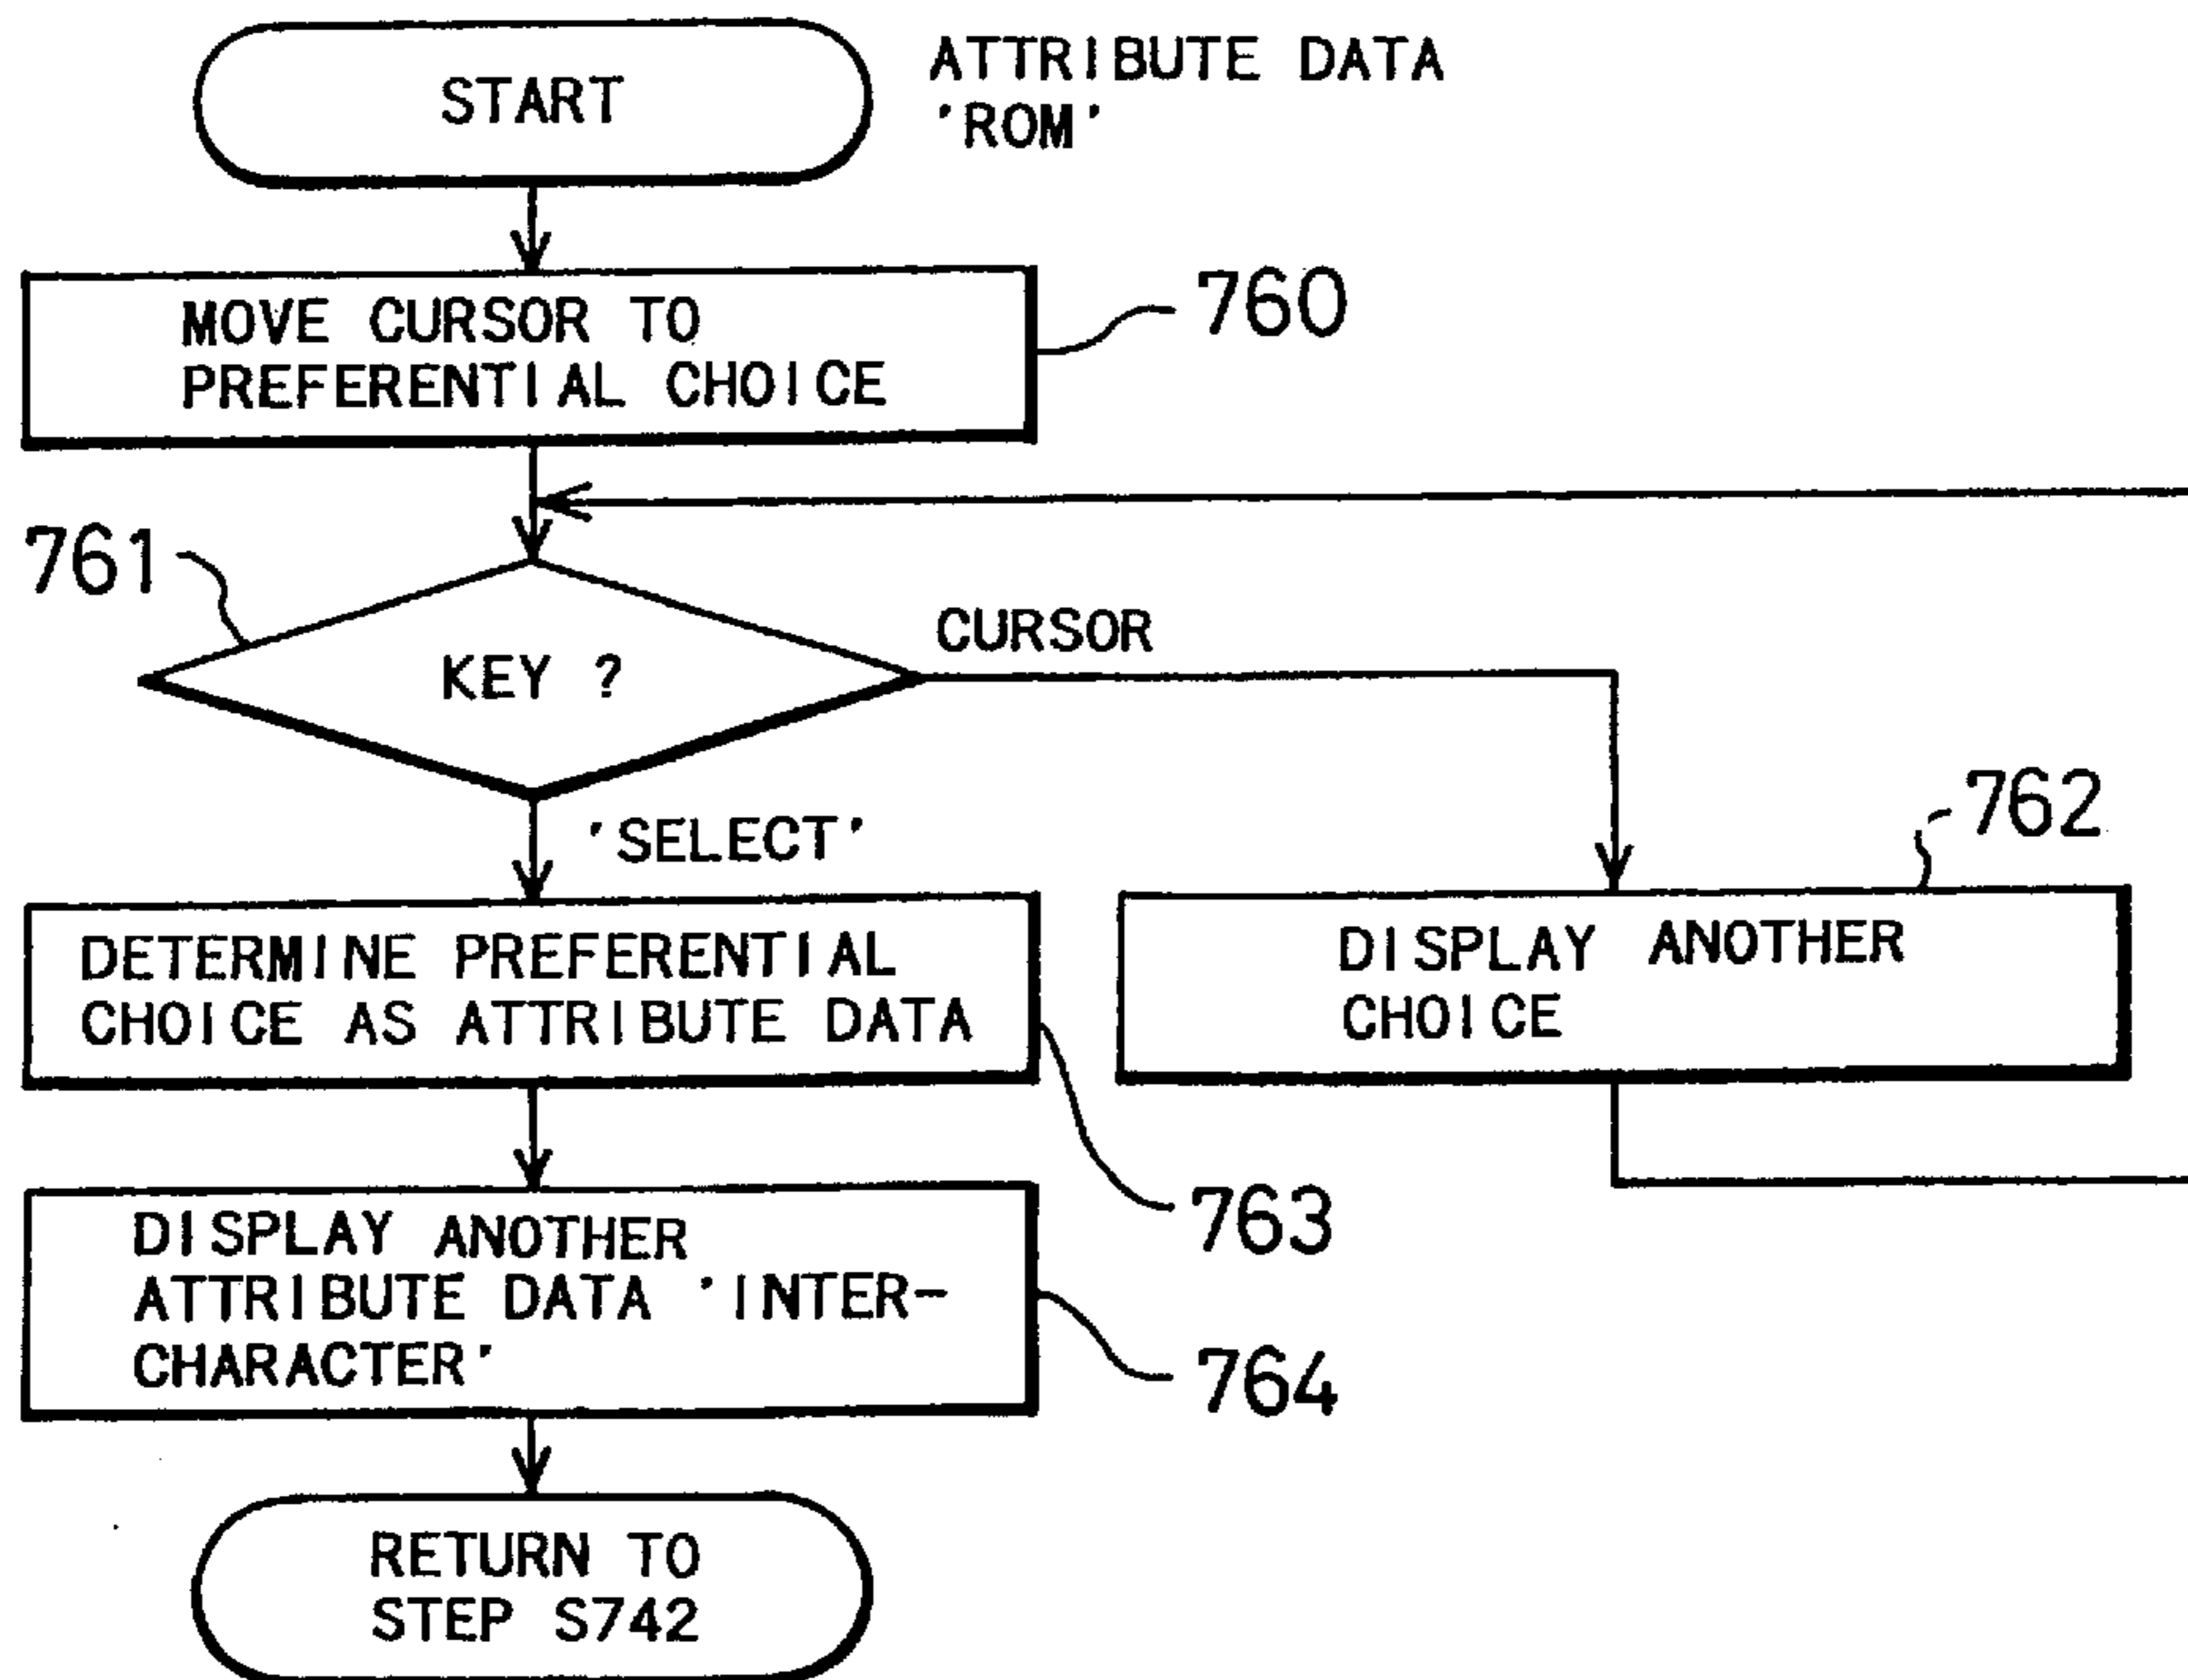 START
ATTRIBUTE DATA
'ROM'
MOVE CURSOR TO
PREFERENTIAL CHOICE
760
761
KEY ?
CURSOR
'SELECT'
762
DETERMINE PREFERENTIAL
CHOICE AS ATTRIBUTE DATA
DISPLAY ANOTHER
CHOICE
763
DISPLAY ANOTHER
ATTRIBUTE DATA 'INTER-
CHARACTER'
764
RETURN TO
STEP S742